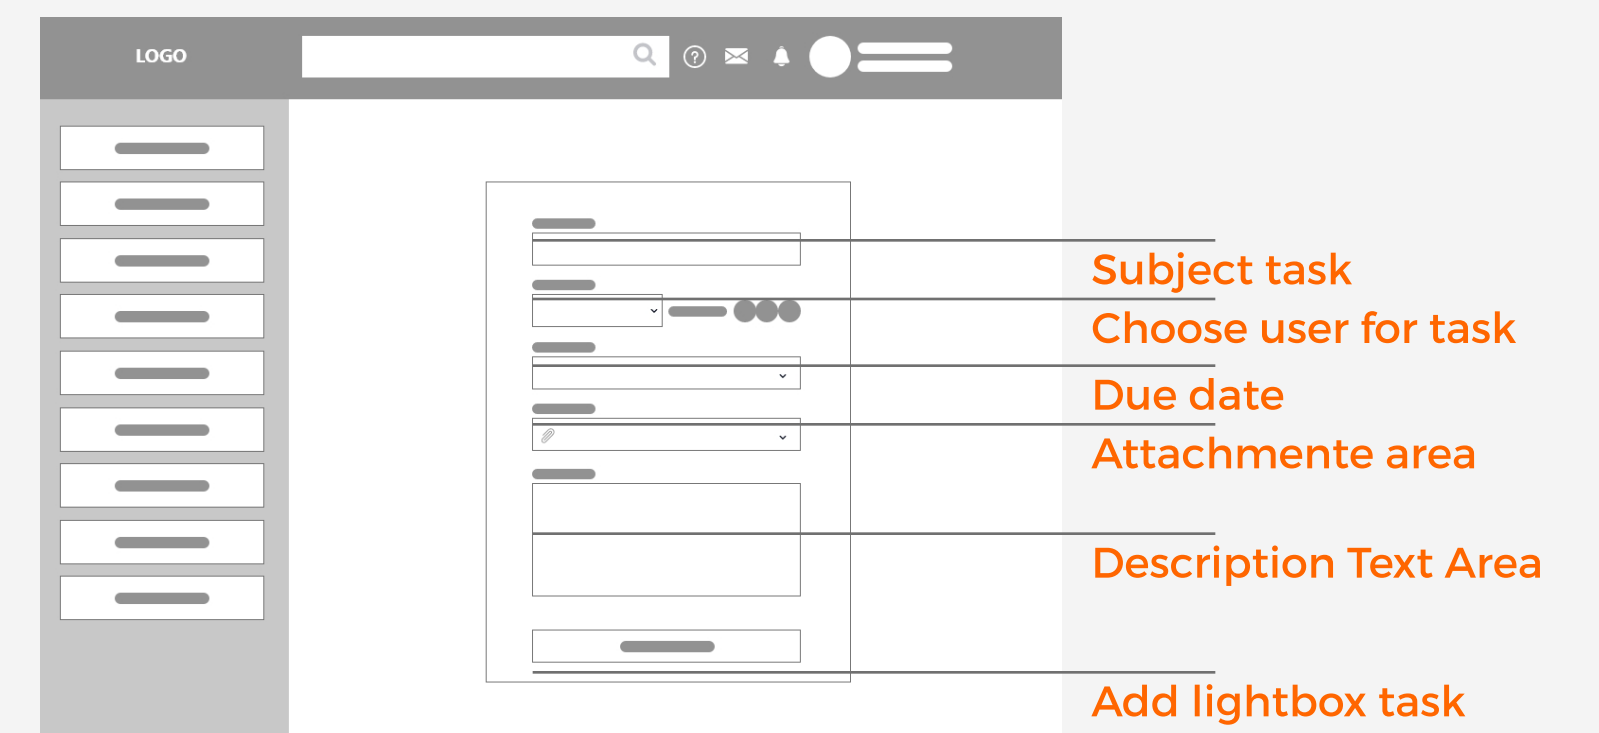 LOGO
Subject task
Choose user for task
Due date
Attachmente area
Description Text Area
Add lightbox task